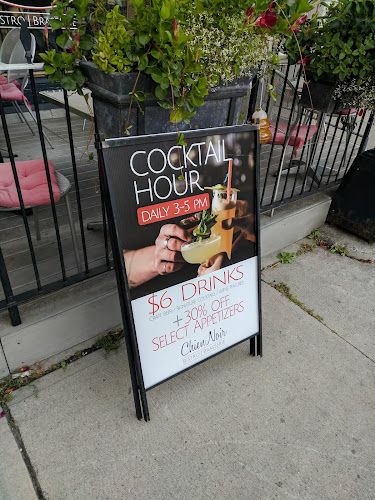 STRO|BRA
COCKTAIL
HOUR
DAILY 3-5 PM
$6 DRINKS
+30% OFF
SELECT APPETIZERS
Chien Noir